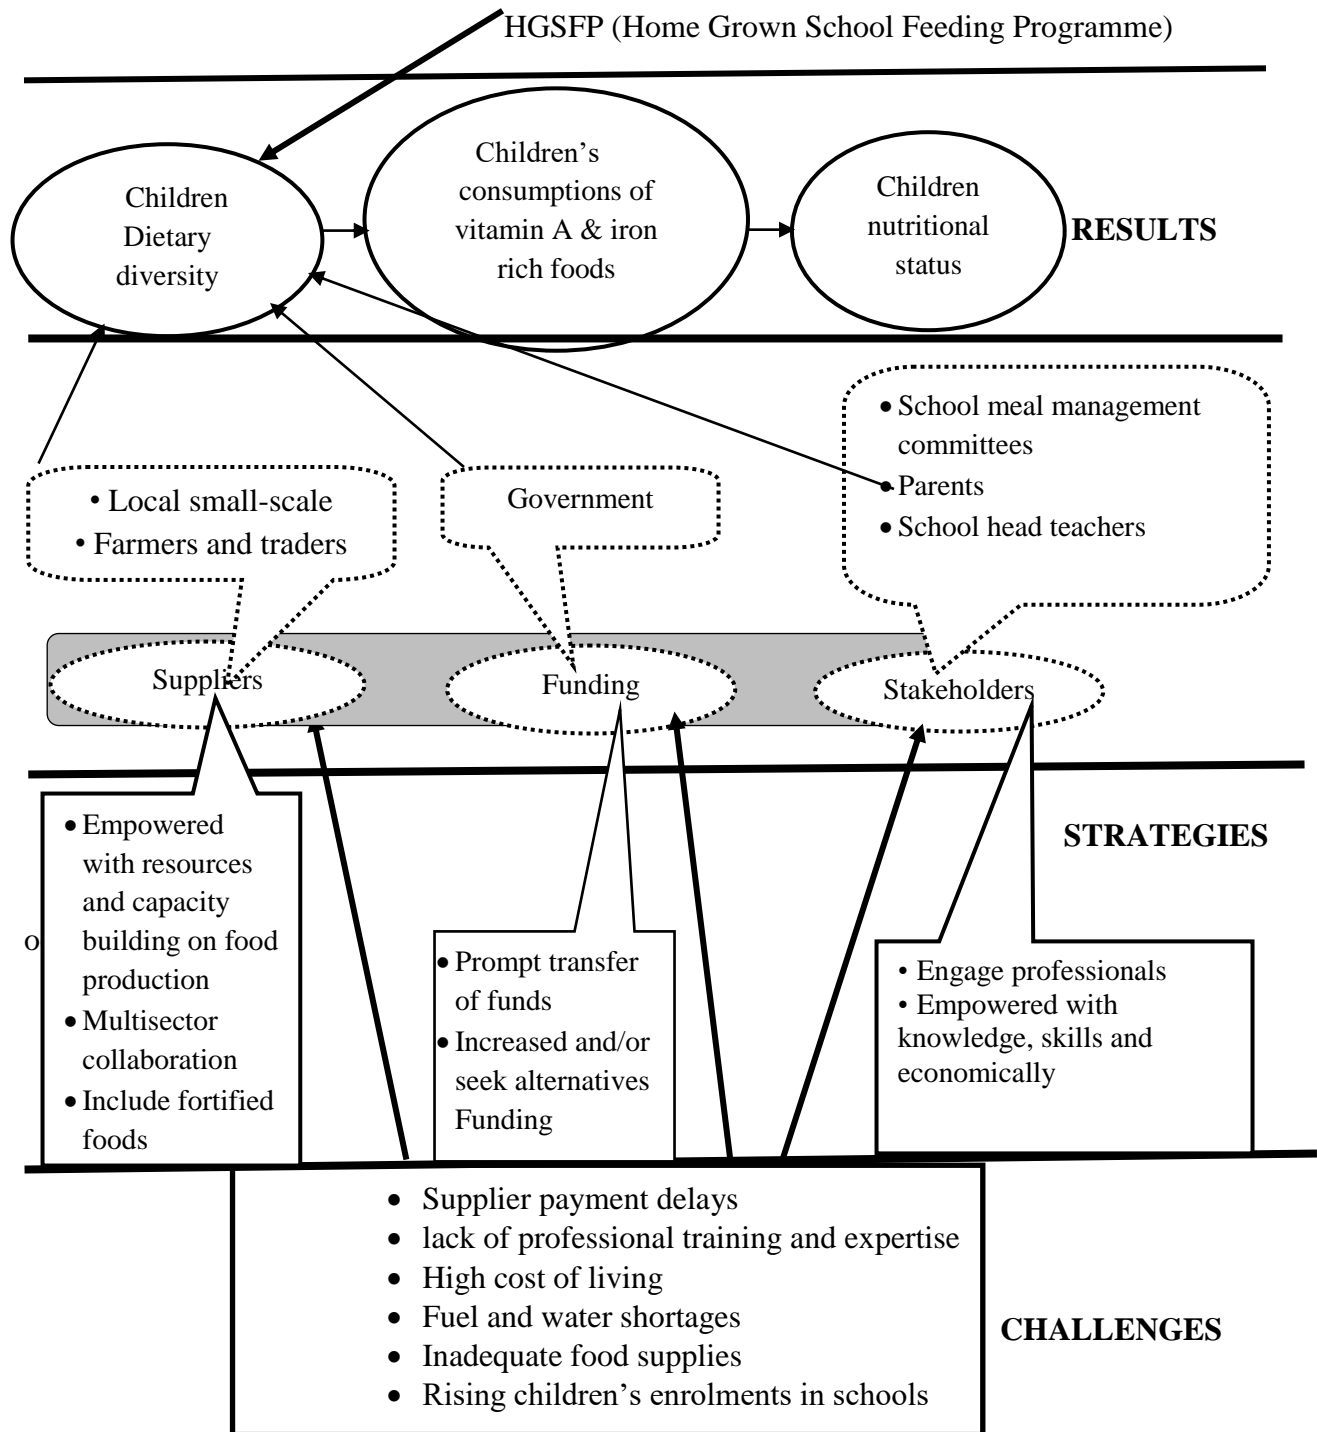 HGSFP (Home Grown School Feeding Programme)
Children
Dietary
diversity
Children’s
consumptions of
vitamin A & iron
rich foods
Children
nutritional
status
RESULTS
• Local small-scale
• Farmers and traders
Government
• School meal management
committees
• Parents
• School head teachers
Suppliers
Funding
Stakeholders
STRATEGIES
• Empowered
with resources
and capacity
building on food
production
• Multisector
collaboration
• Include fortified
foods
o
• Prompt transfer
of funds
• Increased and/or
seek alternatives
Funding
• Engage professionals
• Empowered with
knowledge, skills and
economically
• Supplier payment delays
• lack of professional training and expertise
• High cost of living
• Fuel and water shortages
• Inadequate food supplies
• Rising children’s enrolments in schools
CHALLENGES